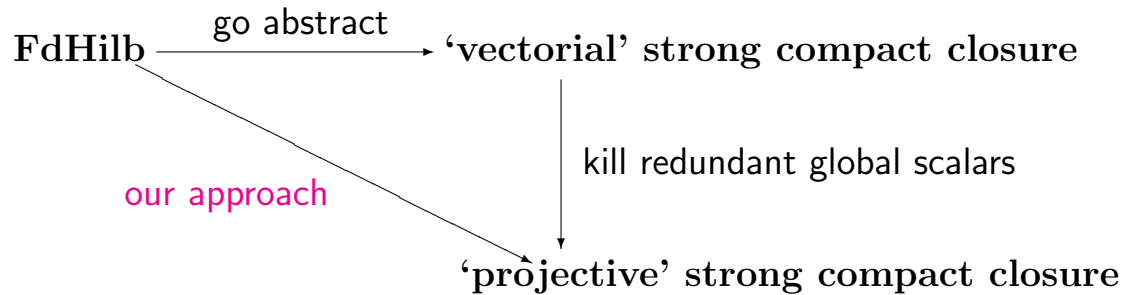 go abstract
FdHilb ‘vectorial’ strong compact closure
kill redundant global scalars
our approach
‘projective’ strong compact closure